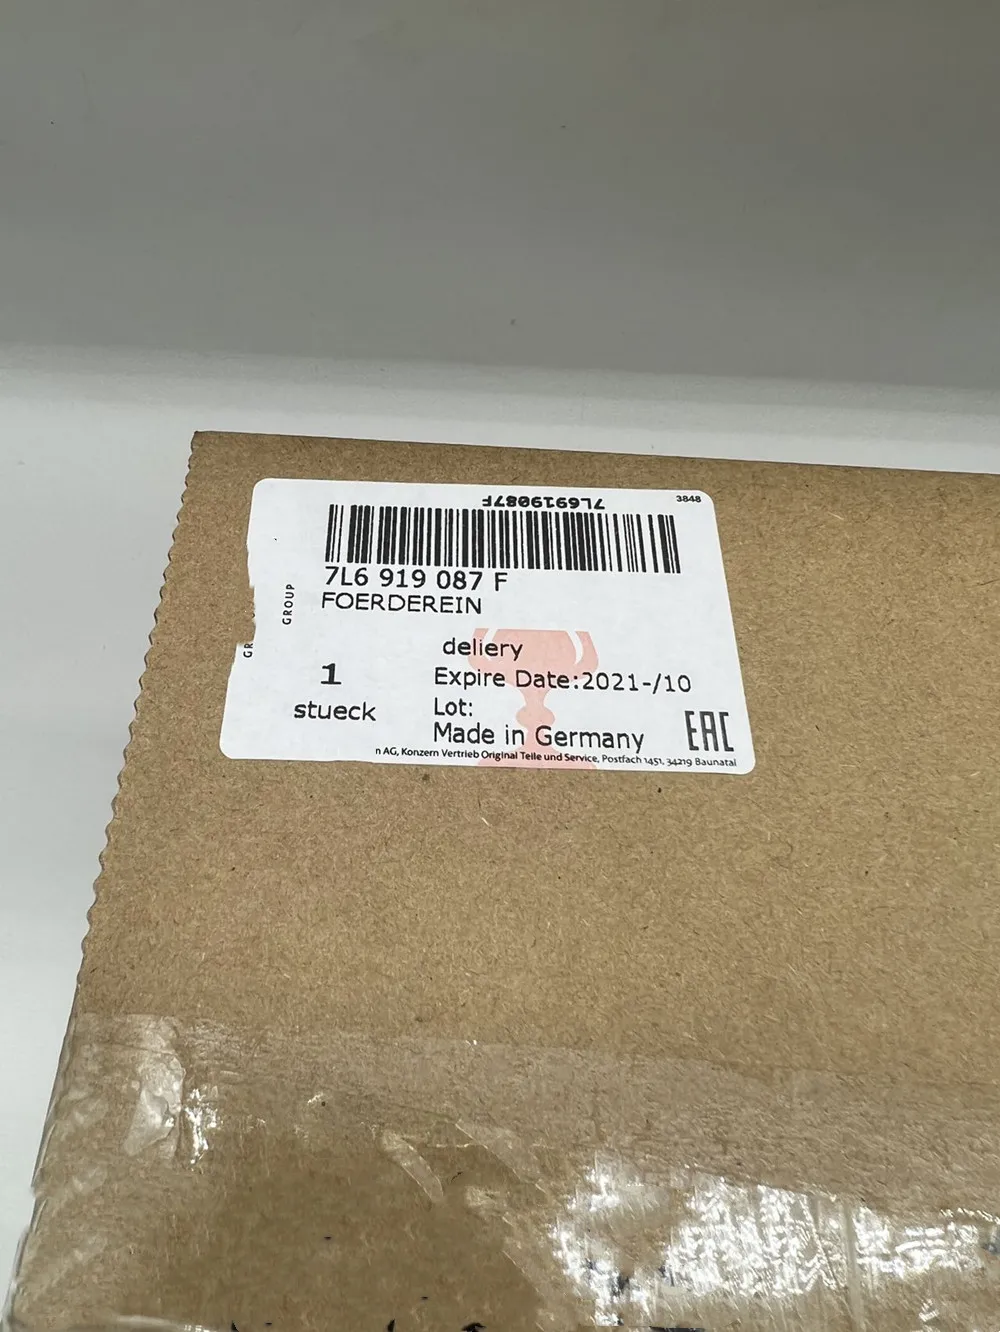 7L6919087F
3848
7L6 919 087 F
FOERDEREIN
GROUP
GR
deliery
1
Expire Date:2021-/10
stueck
Lot:
Made in Germany
EAC
n AG, Konzern Vertrieb Original Teile und Service, Postfach 1451, 34219 Baunatal